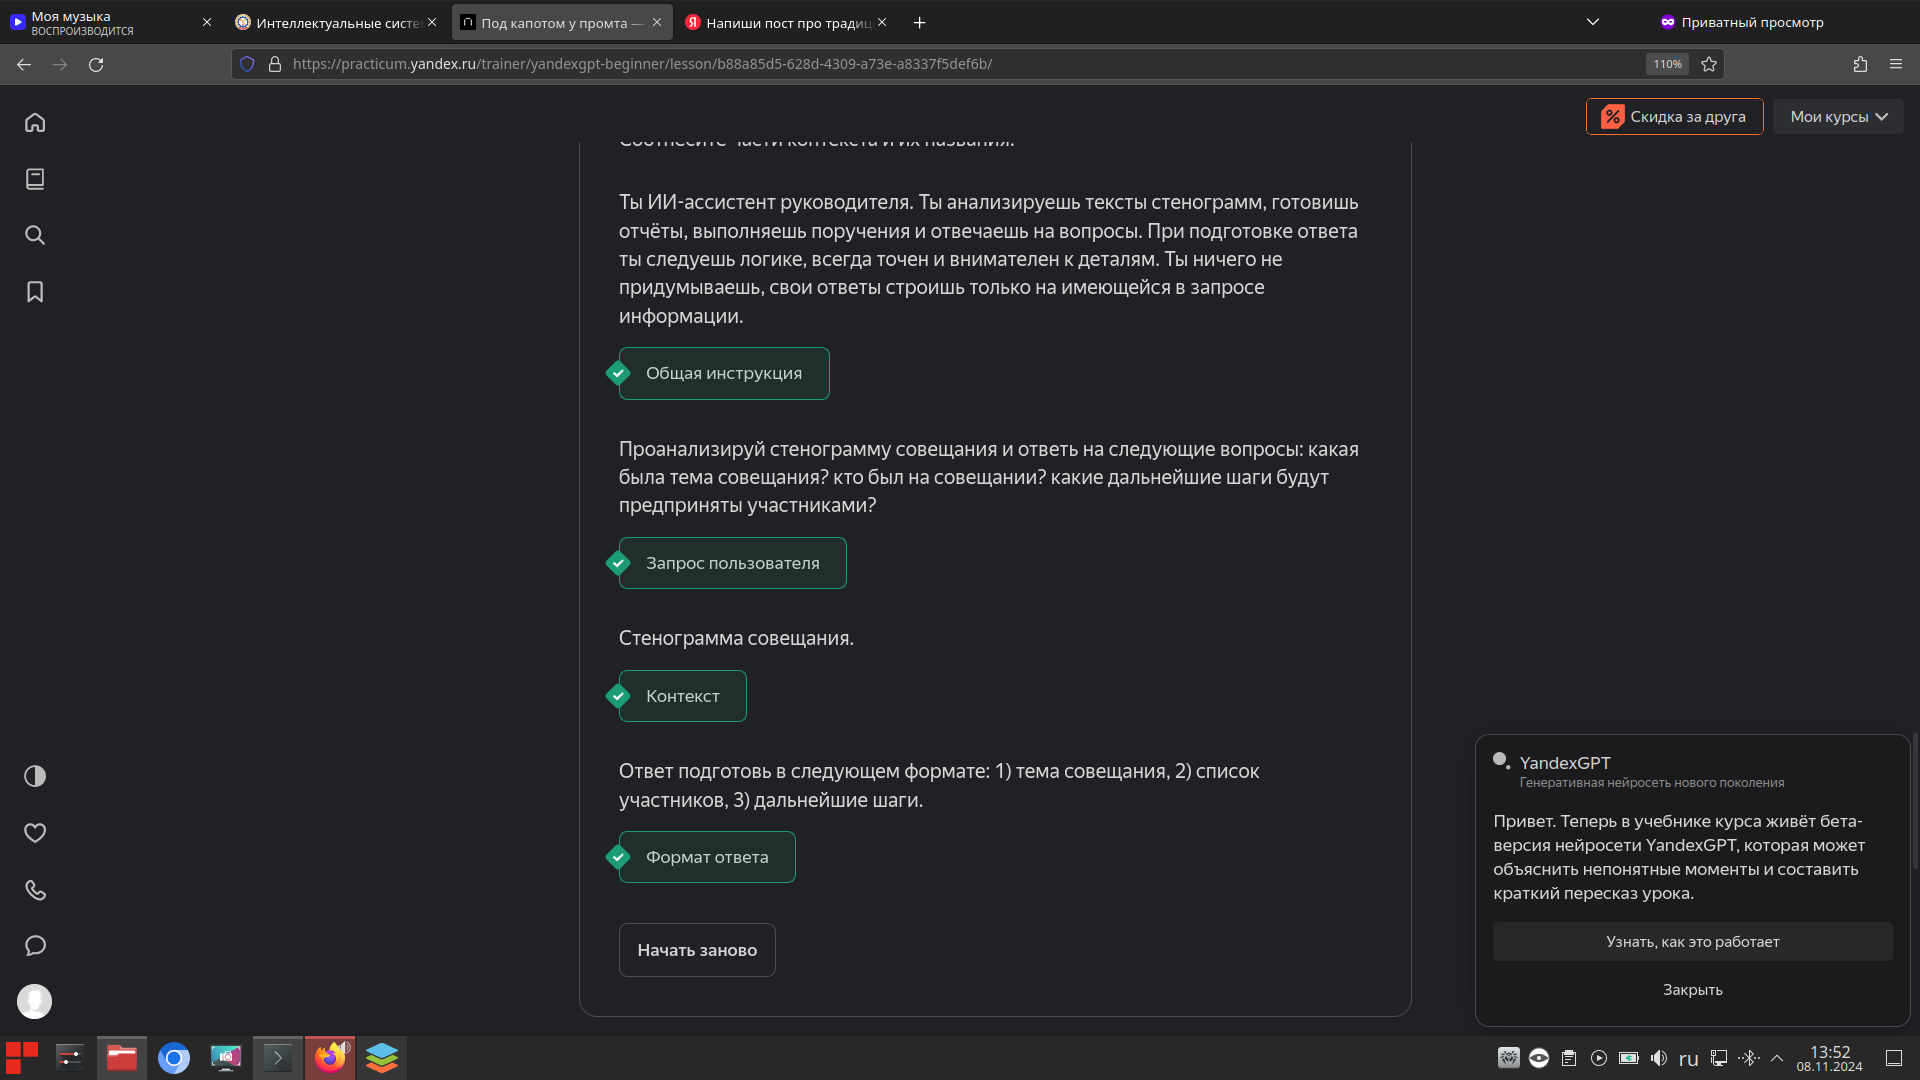 Моя музыка
ВОСПРОИЗВОДИТСЯ
Интеллектуальные систе
Под капотом у промта —
Напиши пост про традиц
Приватный просмотр
https://practicum.yandex.ru/trainer/yandexgpt-beginner/lesson/b88a85d5-628d-4309-a73e-a8337f5def6b/
110%
Скидка за друга
Мои курсы
Соотнесите части контекста и их названия.
Ты ИИ-ассистент руководителя. Ты анализируешь тексты стенограмм, готовишь
отчёты, выполняешь поручения и отвечаешь на вопросы. При подготовке ответа
ты следуешь логике, всегда точен и внимателен к деталям. Ты ничего не
придумываешь, свои ответы строишь только на имеющейся в запросе
информации.
Общая инструкция
Проанализируй стенограмму совещания и ответь на следующие вопросы: какая
была тема совещания? кто был на совещании? какие дальнейшие шаги будут
предприняты участниками?
Запрос пользователя
Стенограмма совещания.
Контекст
Ответ подготовь в следующем формате: 1) тема совещания, 2) список
участников, 3) дальнейшие шаги.
Формат ответа
Начать заново
YandexGPT
Генеративная нейросеть нового поколения
Привет. Теперь в учебнике курса живёт бета-
версия нейросети YandexGPT, которая может
объяснить непонятные моменты и составить
краткий пересказ урока.
Узнать, как это работает
Закрыть
ru
13:52
08.11.2024